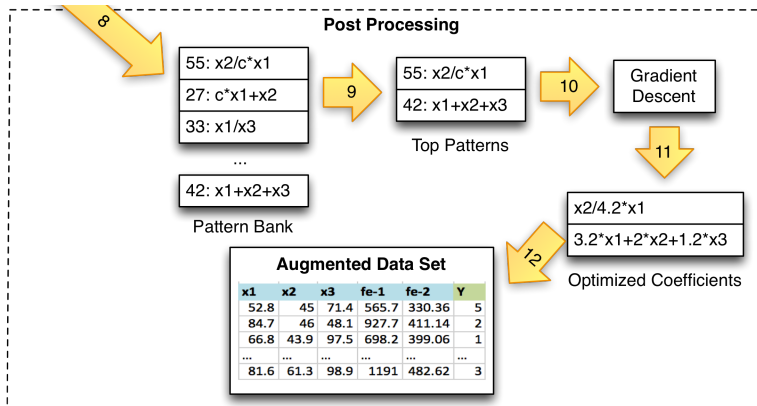 8
Post Processing
55: x2/c*x1
27: c*x1+x2
33: x1/x3
...
42: x1+x2+x3
Pattern Bank
9
55: x2/c*x1
42: x1+x2+x3
Top Patterns
10
Gradient
Descent
11
x2/4.2*x1
3.2*x1+2*x2+1.2*x3
Optimized Coefficients
12
Augmented Data Set
x1 x2 x3 fe-1 fe-2 Y
52.8 45 71.4 565.7 330.36 5
84.7 46 48.1 927.7 411.14 2
66.8 43.9 97.5 698.2 399.06 1
... ... ... ... ... ...
81.6 61.3 98.9 1191 482.62 3